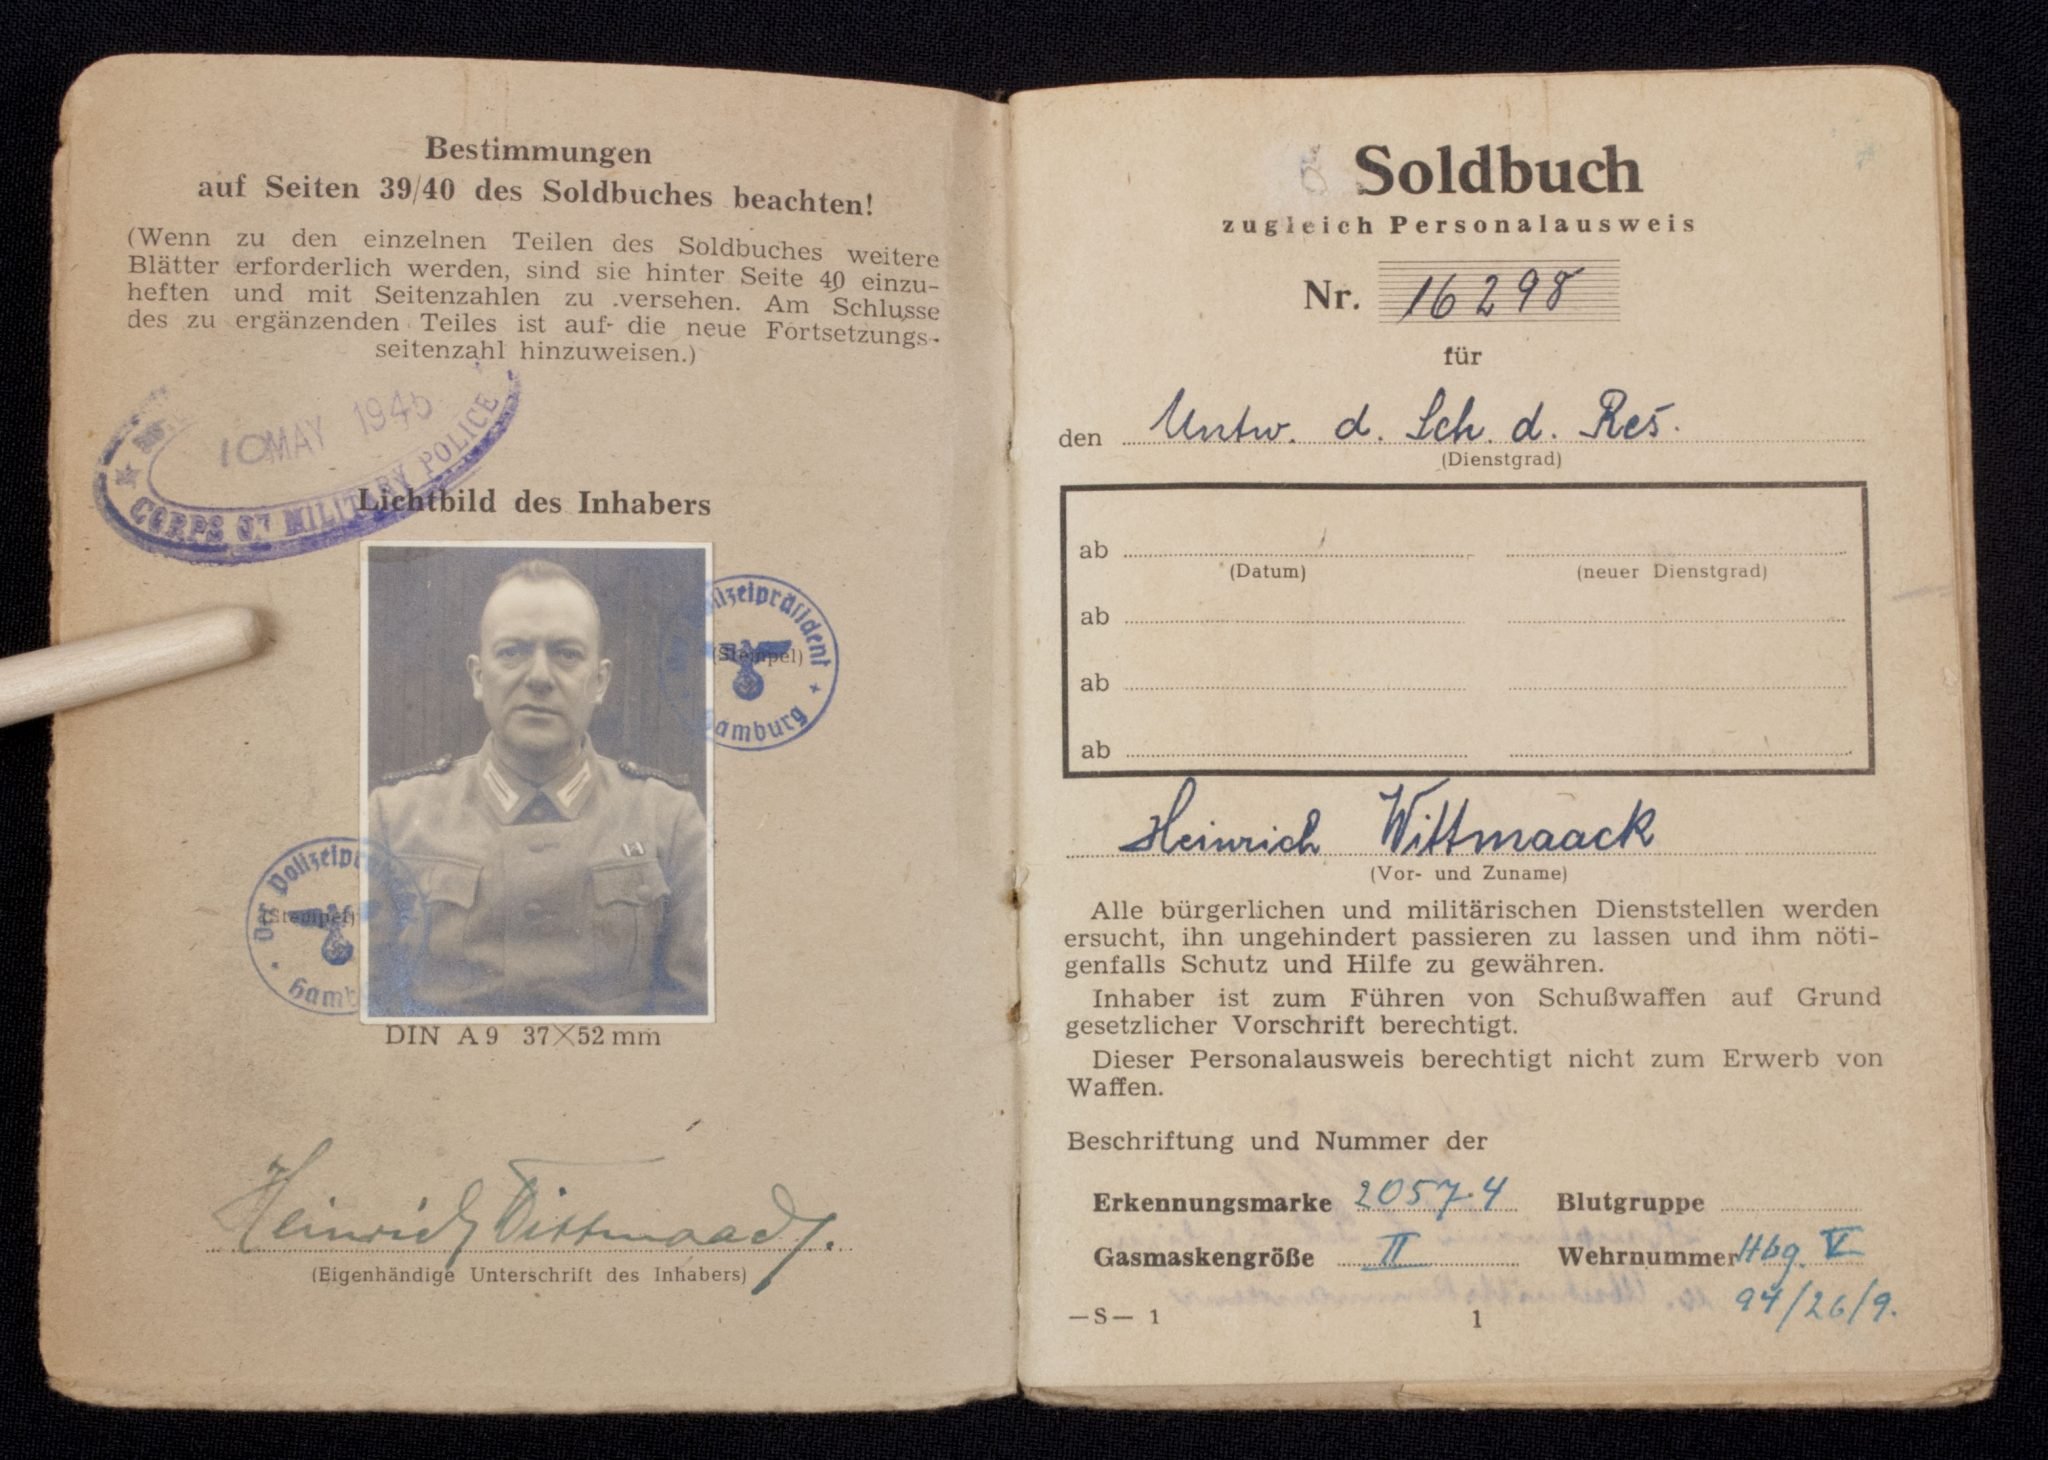 Bestimmungen
auf Seiten 39/40 des Soldbuches beachten!
(Wenn zu den einzelnen Teilen des Soldbuches weitere
Blätter erforderlich werden, sind sie hinter Seite 40 einzu-
heften und mit Seitenzahlen zu versehen. Am Schlusse
des zu ergänzenden Teiles ist auf die neue Fortsetzungs-
seitenzahl hinzuweisen.)
10 MAY 1945
CORPS OF MILITARY POLICE
Lichtbild des Inhabers
Polizeipräsident
(Stempel)
Hamburg
Der Polizeipräsident
(Stempel)
Hamburg
DIN A9 37×52 mm
Heinrich Wittmaack.
(Eigenhändige Unterschrift des Inhabers)
Soldbuch
zugleich Personalausweis
Nr. 16298
für
den Untw. d. Sch. d. Res.
(Dienstgrad)
ab
(Datum) (neuer Dienstgrad)
ab
ab
ab
Heinrich Wittmaack
(Vor- und Zuname)
Alle bürgerlichen und militärischen Dienststellen werden
ersucht, ihn ungehindert passieren zu lassen und ihm nöti-
genfalls Schutz und Hilfe zu gewähren.
Inhaber ist zum Führen von Schußwaffen auf Grund
gesetzlicher Vorschrift berechtigt.
Dieser Personalausweis berechtigt nicht zum Erwerb von
Waffen.
Beschriftung und Nummer der
Erkennungsmarke 2057.4 Blutgruppe
Gasmaskengröße II Wehrnummer Hbg. V
94/26/9.
—S— 1 1